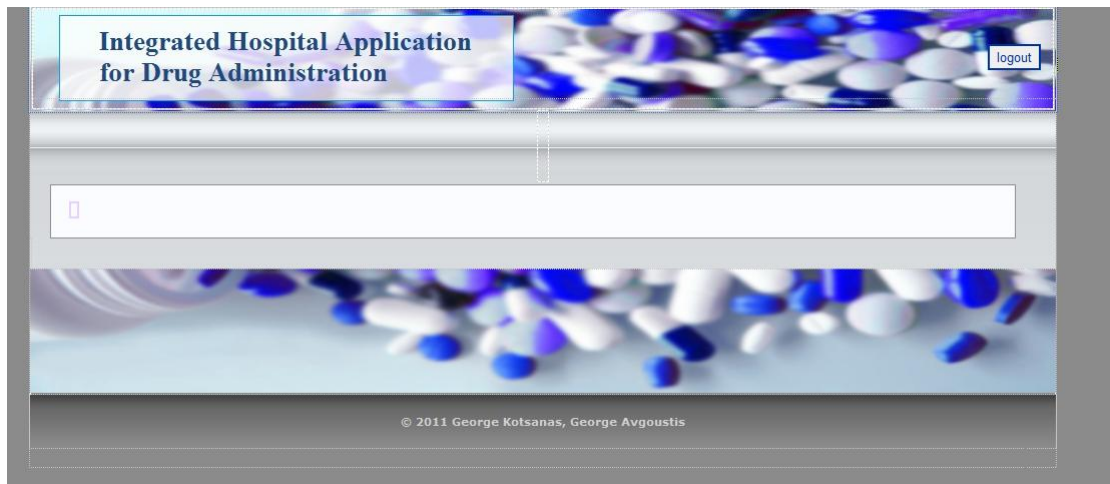 Integrated Hospital Application
for Drug Administration
logout
© 2011 George Kotsanas, George Avgoustis